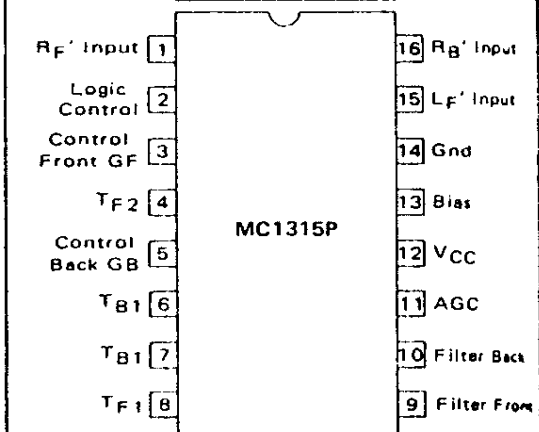 RF' Input 1
16 RB' Input
Logic
Control 2
15 LF' Input
Control
Front GF 3
14 Gnd
TF2 4
13 Bias
MC1315P
Control
Back GB 5
12 VCC
TB1 6
11 AGC
TB1 7
10 Filter Back
TF1 8
9 Filter Front